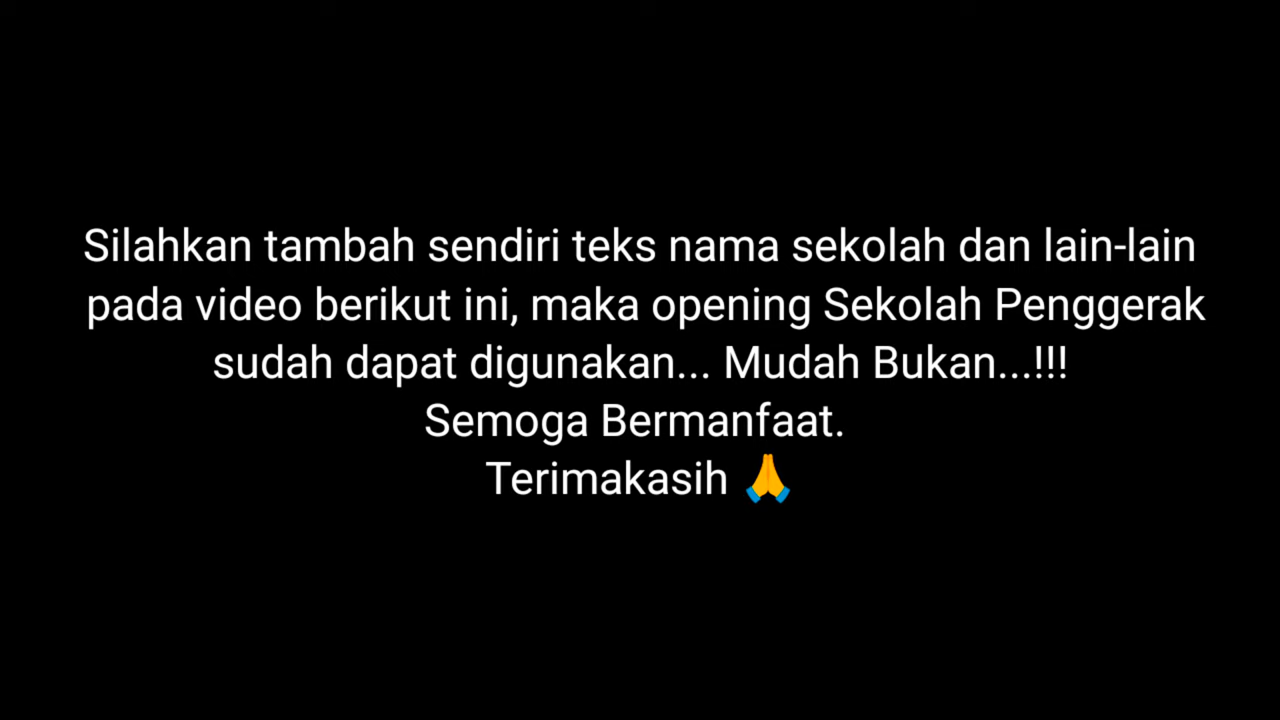 Silahkan tambah sendiri teks nama sekolah dan lain-lain
pada video berikut ini, maka opening Sekolah Penggerak
sudah dapat digunakan... Mudah Bukan...!!!
Semoga Bermanfaat.
Terimakasih 🙏